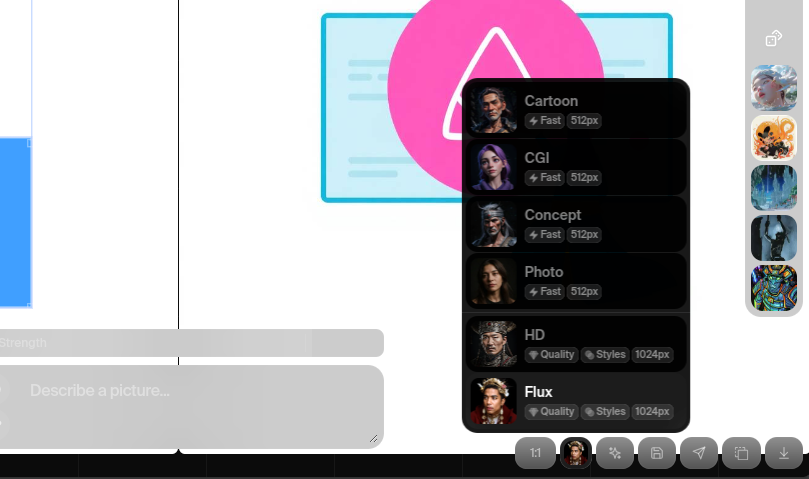 Cartoon
Fast 512px
CGI
Fast 512px
Concept
Fast 512px
Photo
Fast 512px
HD
Quality Styles 1024px
Flux
Quality Styles 1024px
Strength
Describe a picture...
1:1